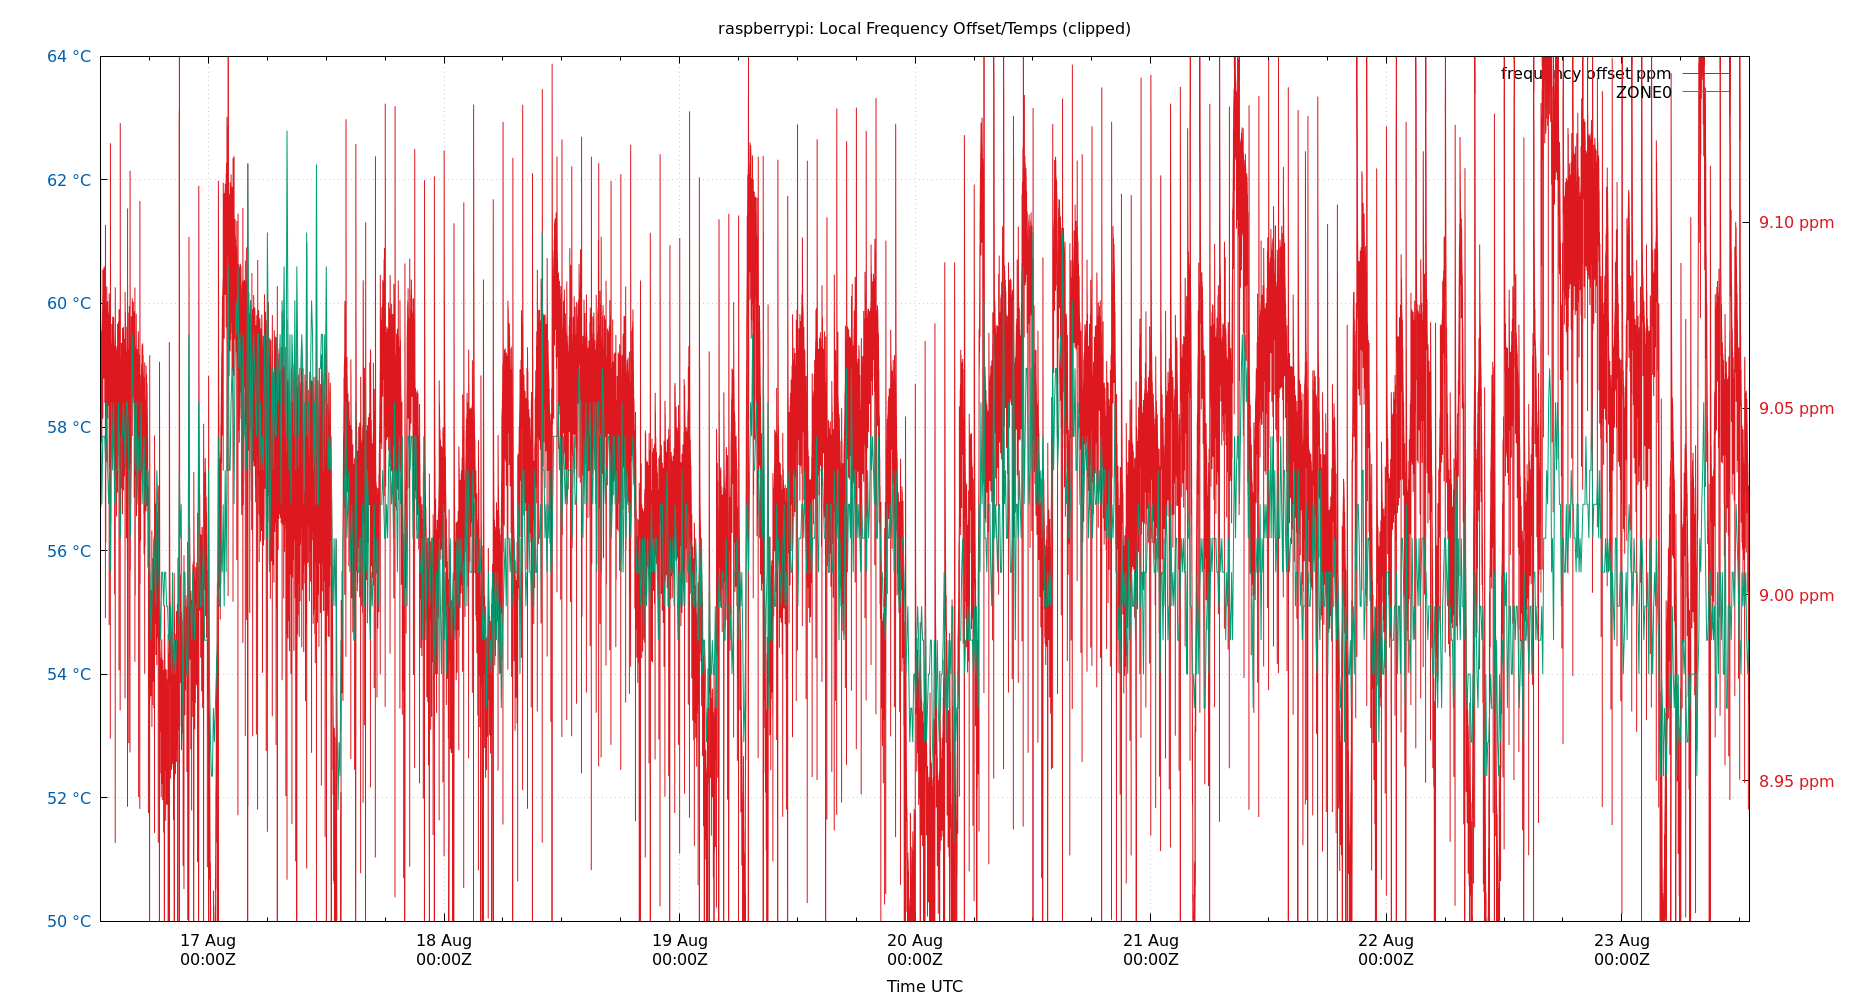 raspberrypi: Local Frequency Offset/Temps (clipped)
64 °C
62 °C
60 °C
58 °C
56 °C
54 °C
52 °C
50 °C
frequency offset ppm
ZONE0
9.10 ppm
9.05 ppm
9.00 ppm
8.95 ppm
17 Aug
00:00Z
18 Aug
00:00Z
19 Aug
00:00Z
20 Aug
00:00Z
21 Aug
00:00Z
22 Aug
00:00Z
23 Aug
00:00Z
Time UTC